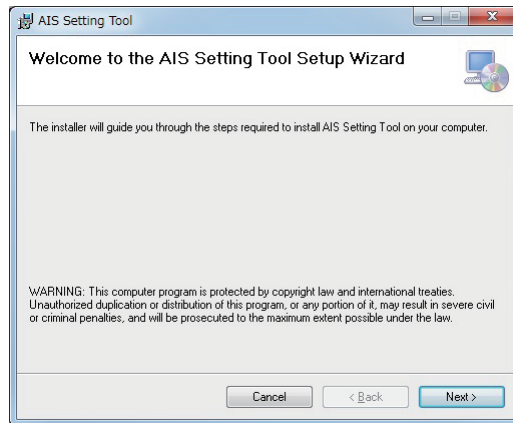 AIS Setting Tool
Welcome to the AIS Setting Tool Setup Wizard
The installer will guide you through the steps required to install AIS Setting Tool on your computer.
WARNING: This computer program is protected by copyright law and international treaties.
Unauthorized duplication or distribution of this program, or any portion of it, may result in severe civil
or criminal penalties, and will be prosecuted to the maximum extent possible under the law.
Cancel < Back Next >